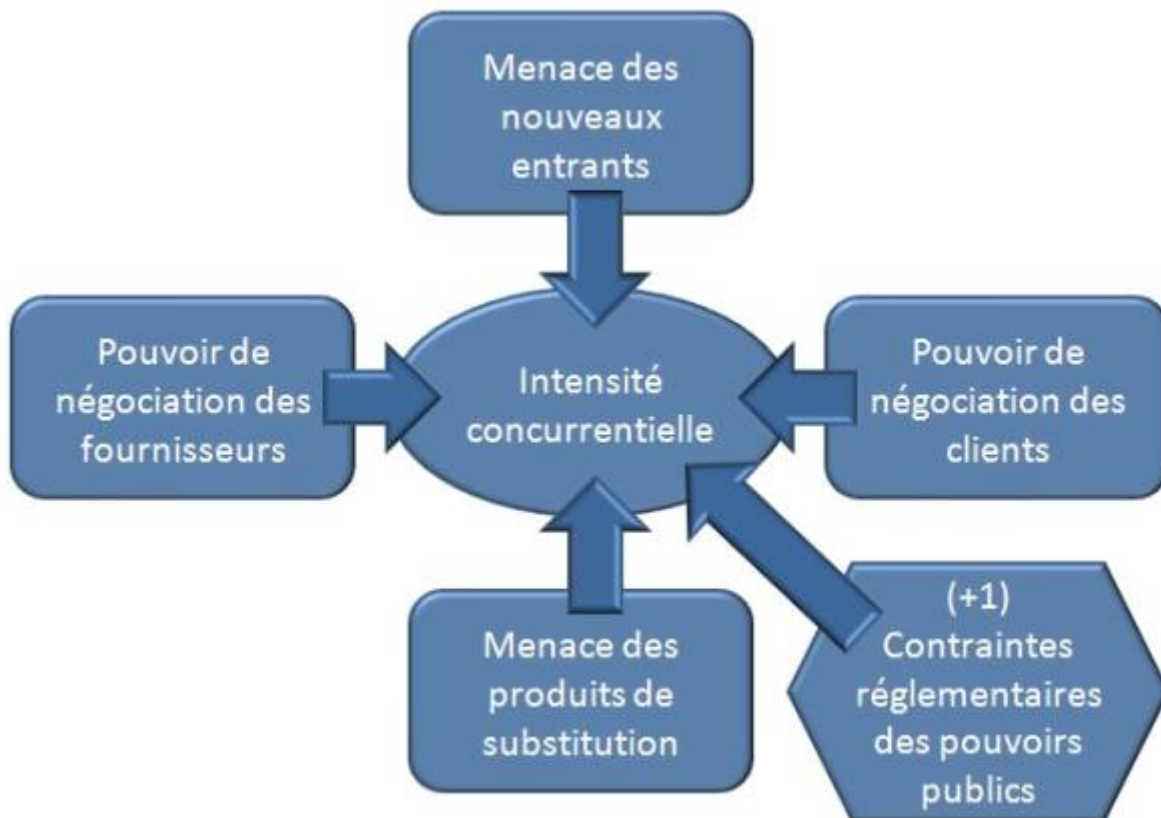 Menace des
nouveaux
entrants
Pouvoir de
négociation des
fournisseurs
Intensité
concurrentielle
Pouvoir de
négociation des
clients
Menace des
produits de
substitution
(+1)
Contraintes
réglementaires
des pouvoirs
publics